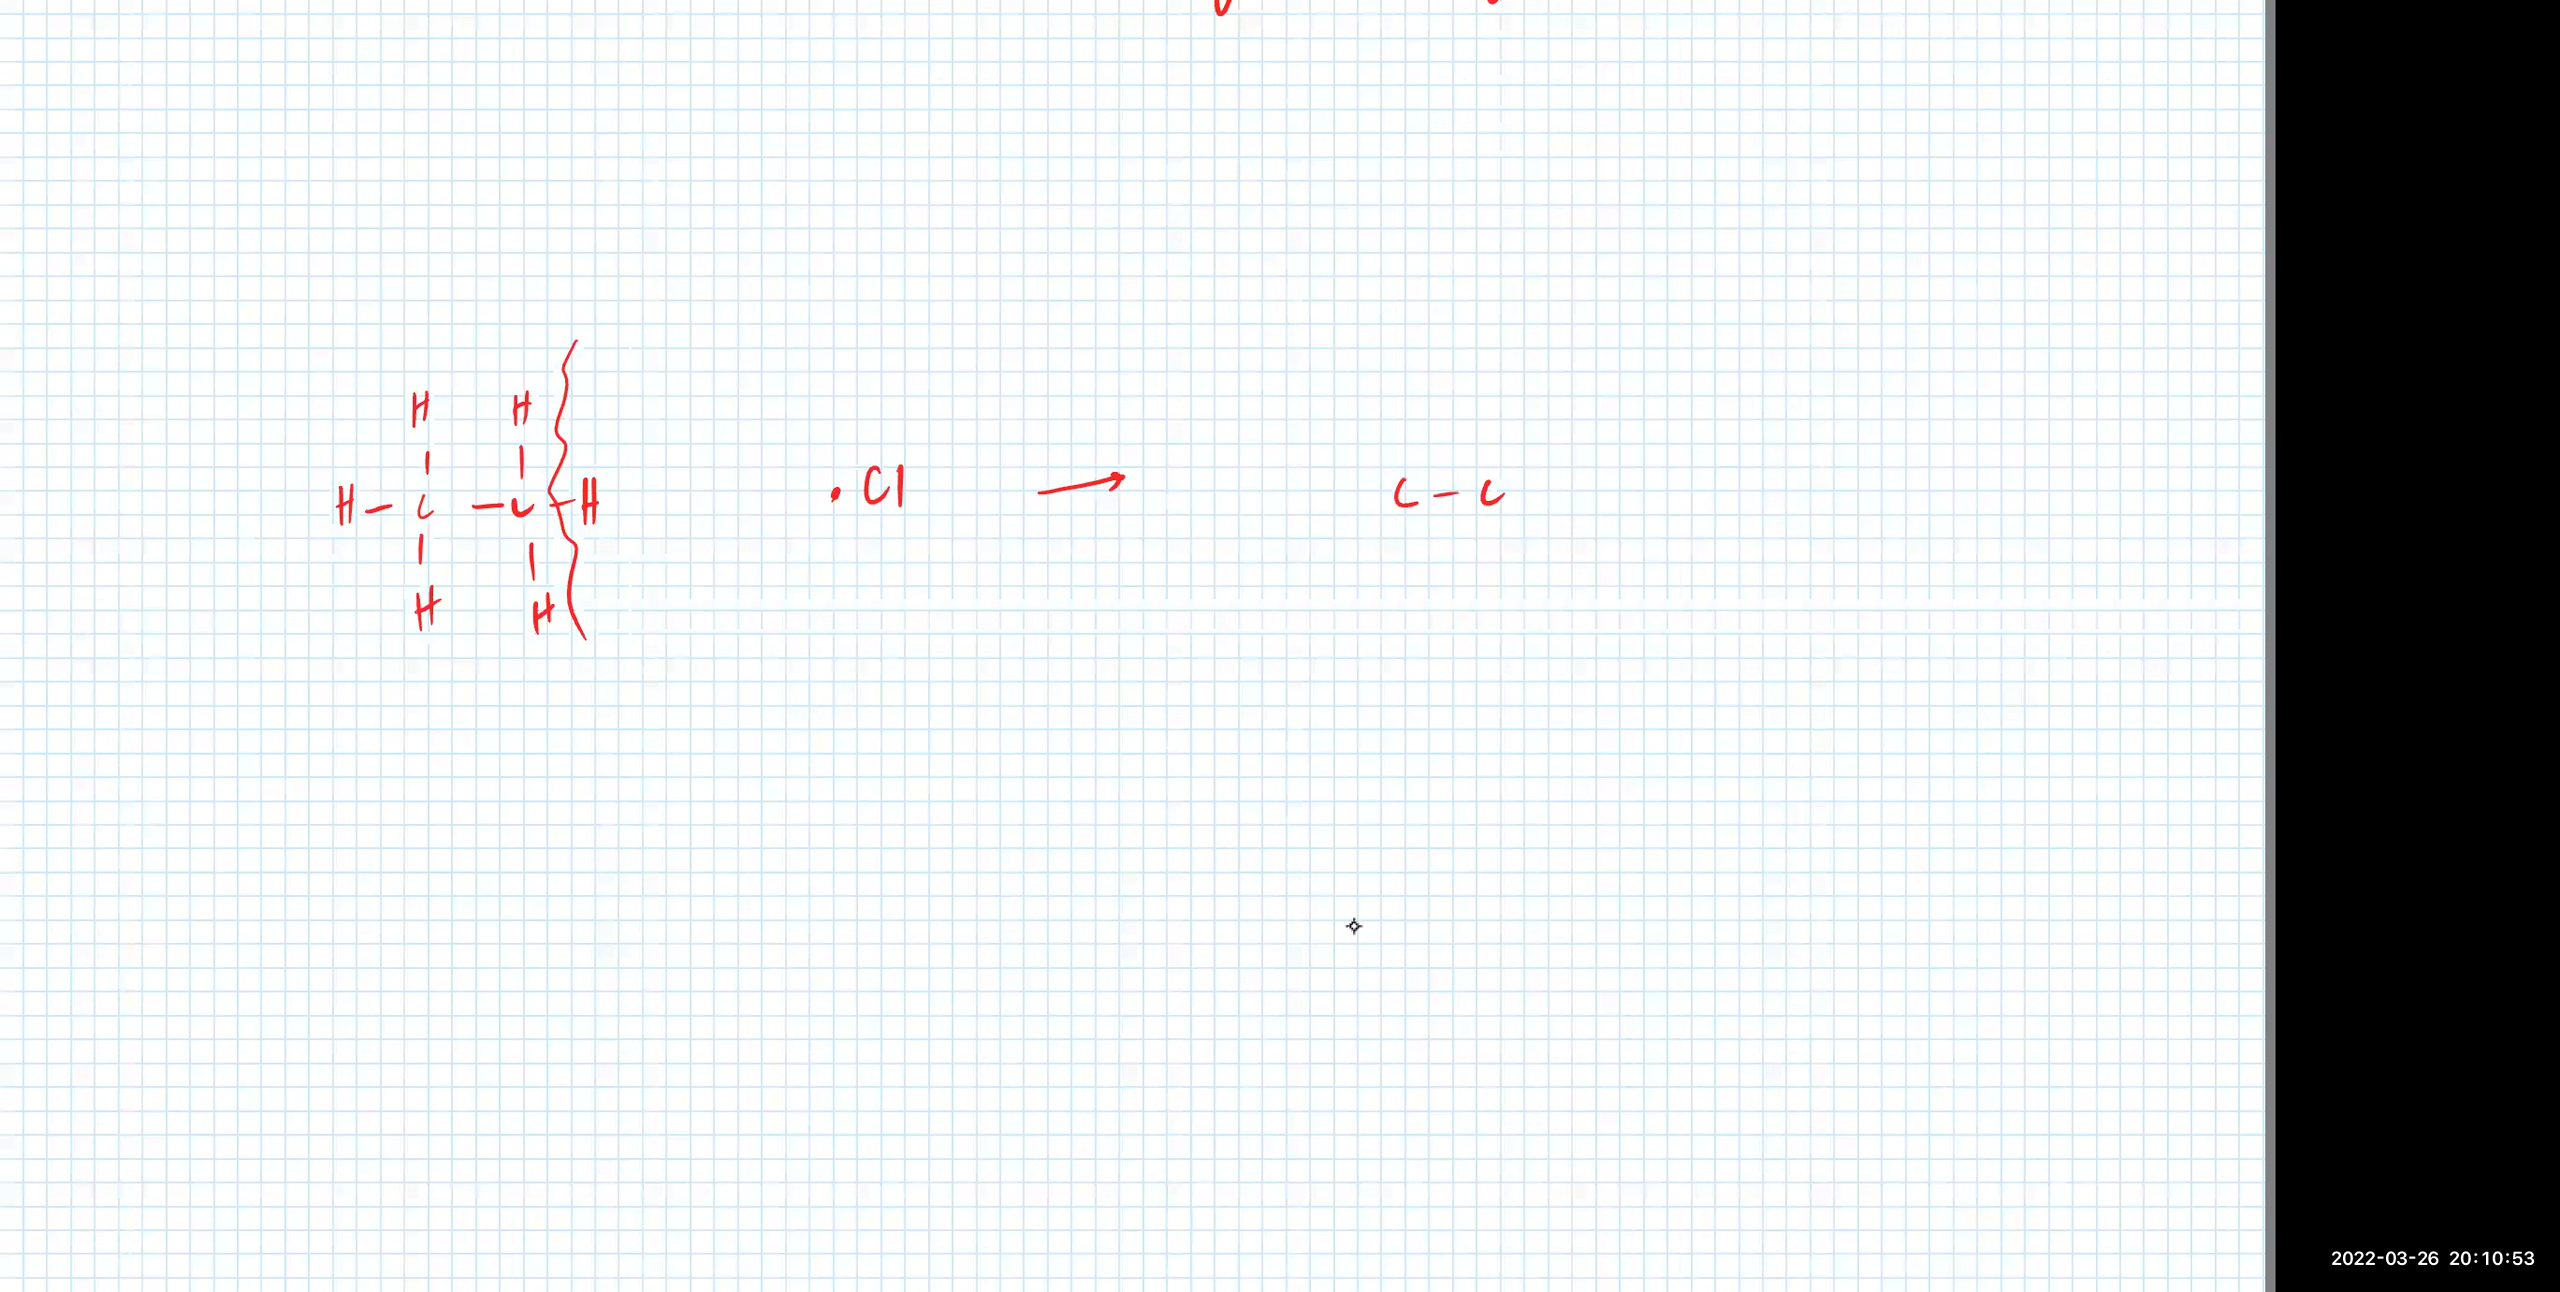 H H
H - C - C - H · Cl → C - C
H H
2022-03-26 20:10:53